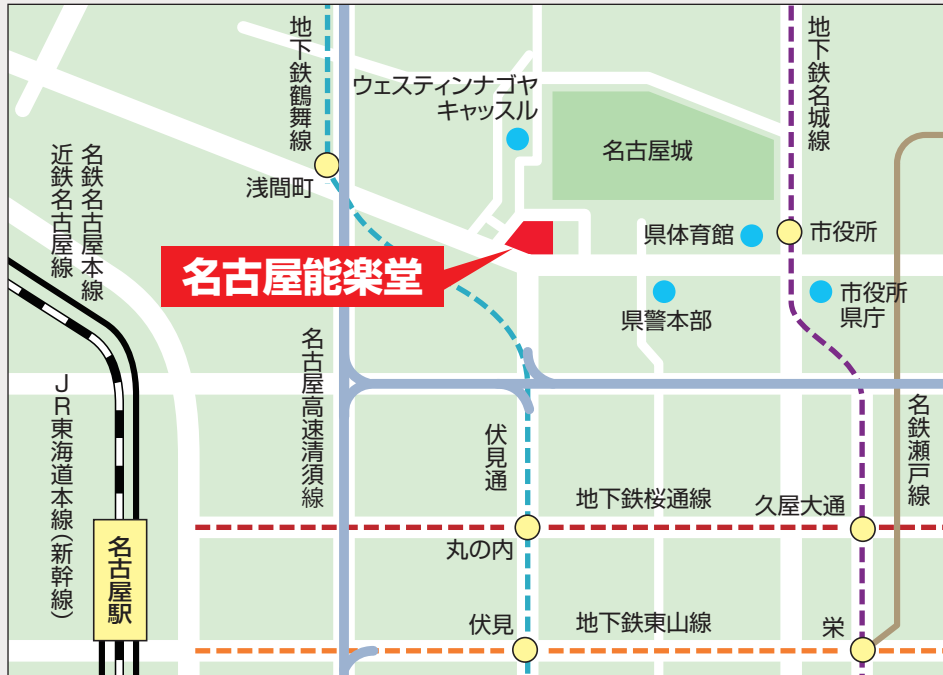 地下鉄鶴舞線
ウェスティンナゴヤ
キャッスル
地下鉄名城線
名古屋城
名鉄名古屋本線
近鉄名古屋線
浅間町
県体育館
市役所
名古屋能楽堂
県警本部
市役所
県庁
名古屋高速清須線
JR東海道本線(新幹線)
伏見通
名鉄瀬戸線
地下鉄桜通線
久屋大通
丸の内
名古屋駅
伏見
地下鉄東山線
栄